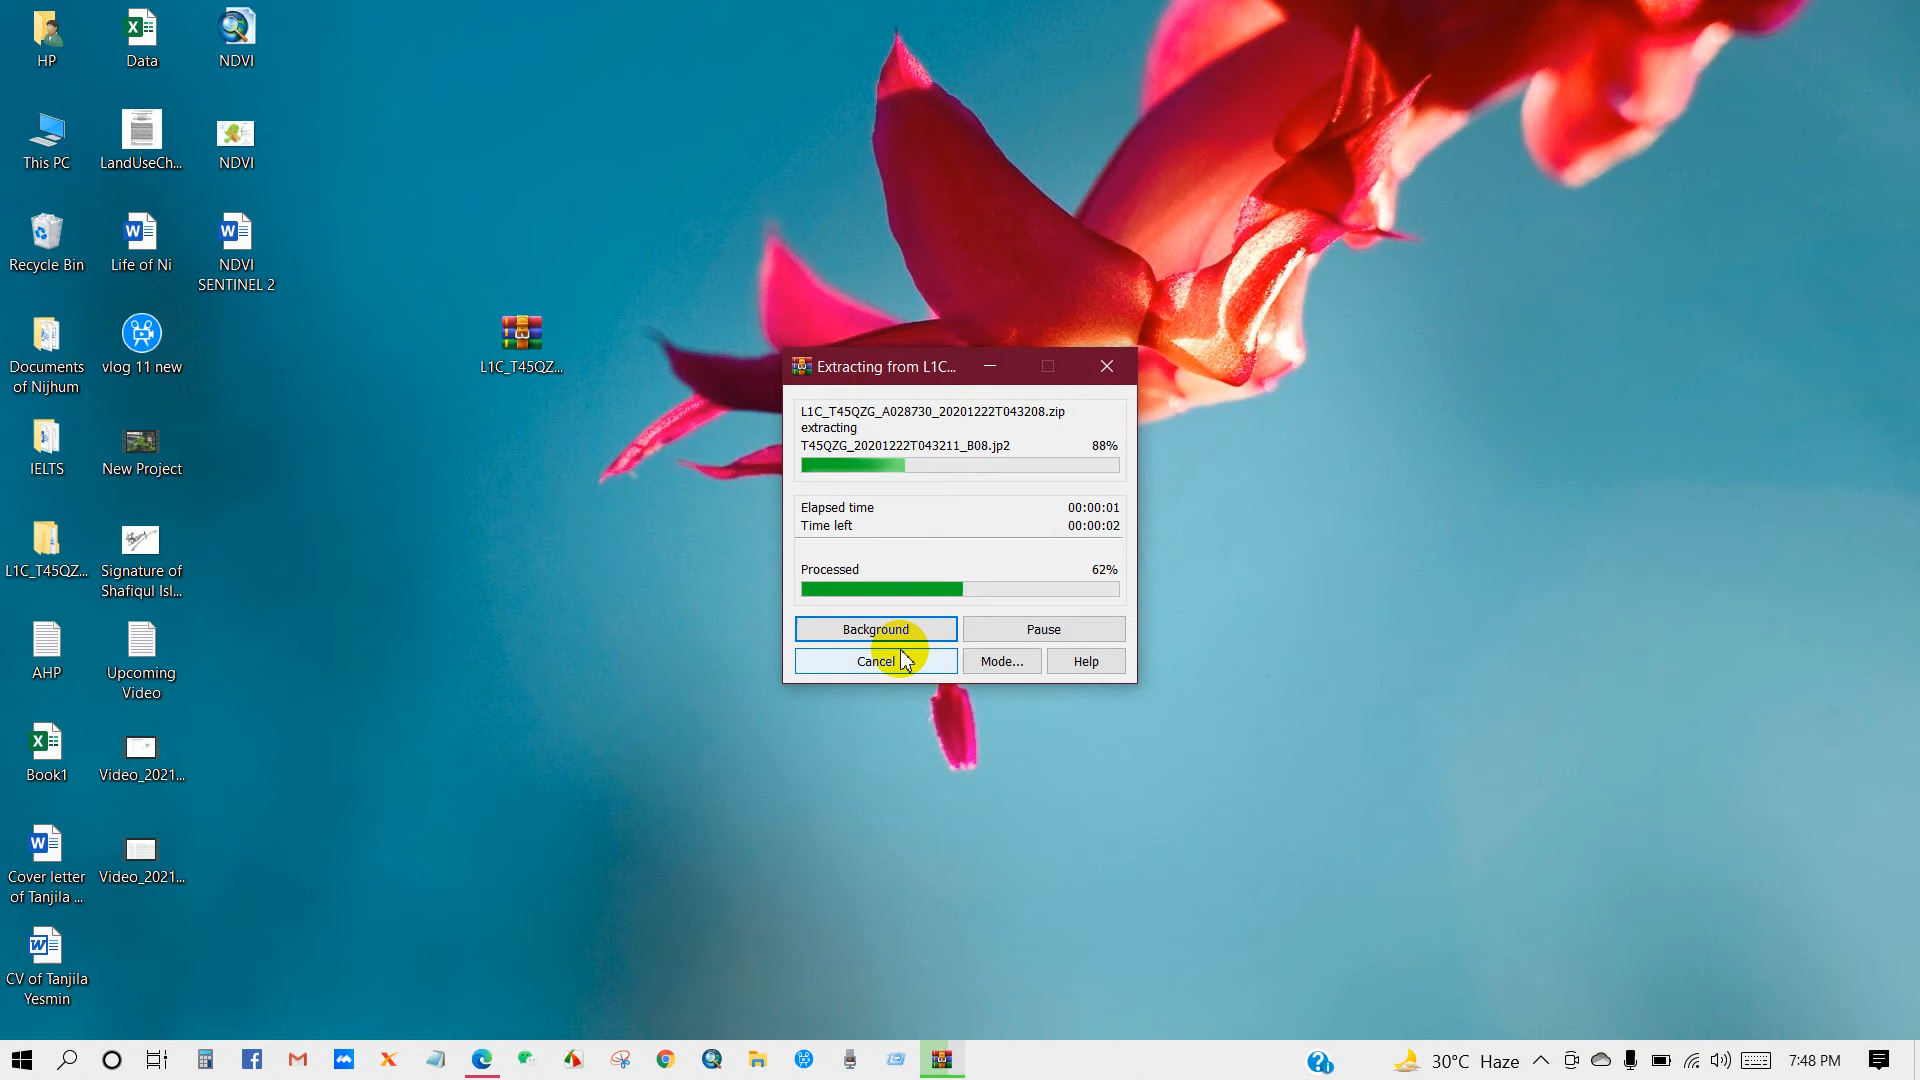 HP
Data
NDVI
This PC
LandUseCh...
NDVI
Recycle Bin
Life of Ni
NDVI
SENTINEL 2
Documents
of Nijhum
vlog 11 new
IELTS
New Project
L1C_T45QZ...
Signature of
Shafiqul Isl...
AHP
Upcoming
Video
Book1
Video_2021...
Cover letter
of Tanjila ...
Video_2021...
CV of Tanjila
Yesmin
L1C_T45QZ...
Extracting from L1C...
L1C_T45QZG_A028730_20201222T043208.zip
extracting
T45QZG_20201222T043211_B08.jp2 88%
Elapsed time 00:00:01
Time left 00:00:02
Processed 62%
Background Pause
Cancel Mode... Help
30°C Haze 7:48 PM